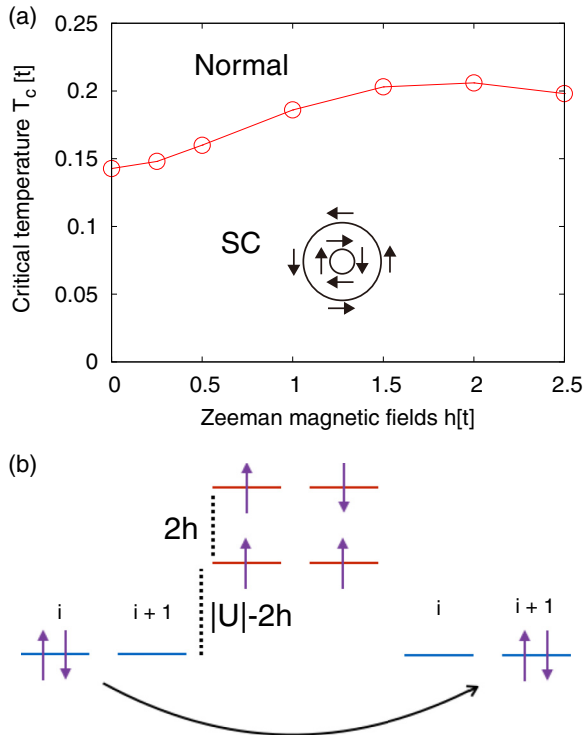 (a)
Critical temperature T_c [t]
0.25
0.2
0.15
0.1
0.05
0
Normal
SC
0 0.5 1 1.5 2 2.5
Zeeman magnetic fields h[t]
(b)
2h
|U|-2h
i i + 1 i i + 1